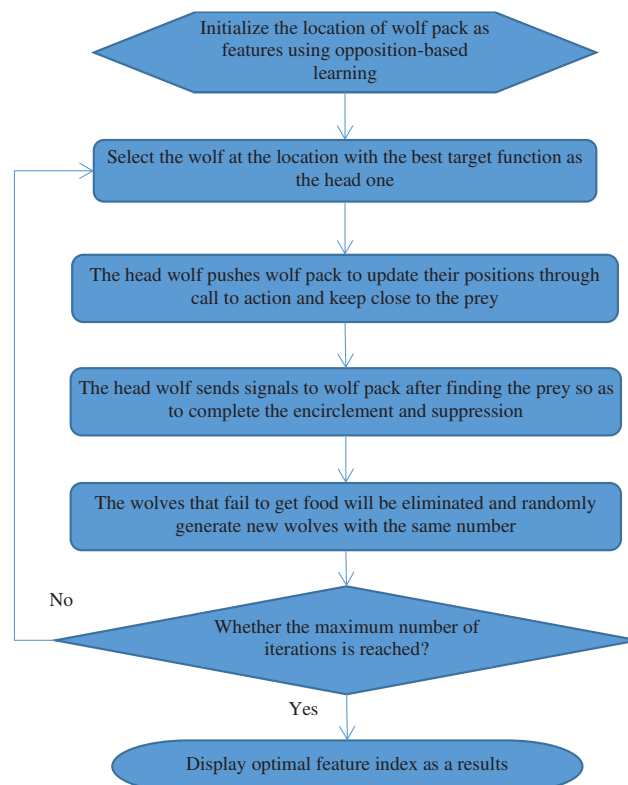 Initialize the location of wolf pack as
features using opposition-based
learning
Select the wolf at the location with the best target function as
the head one
The head wolf pushes wolf pack to update their positions through
call to action and keep close to the prey
The head wolf sends signals to wolf pack after finding the prey so as
to complete the encirclement and suppression
The wolves that fail to get food will be eliminated and randomly
generate new wolves with the same number
No
Whether the maximum number of
iterations is reached?
Yes
Display optimal feature index as a results